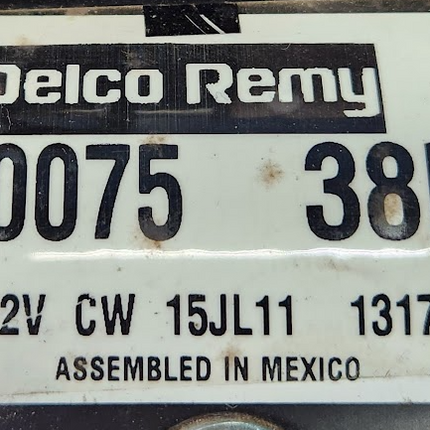 Delco Remy
0075 38
2V CW 15JL11 1317
ASSEMBLED IN MEXICO